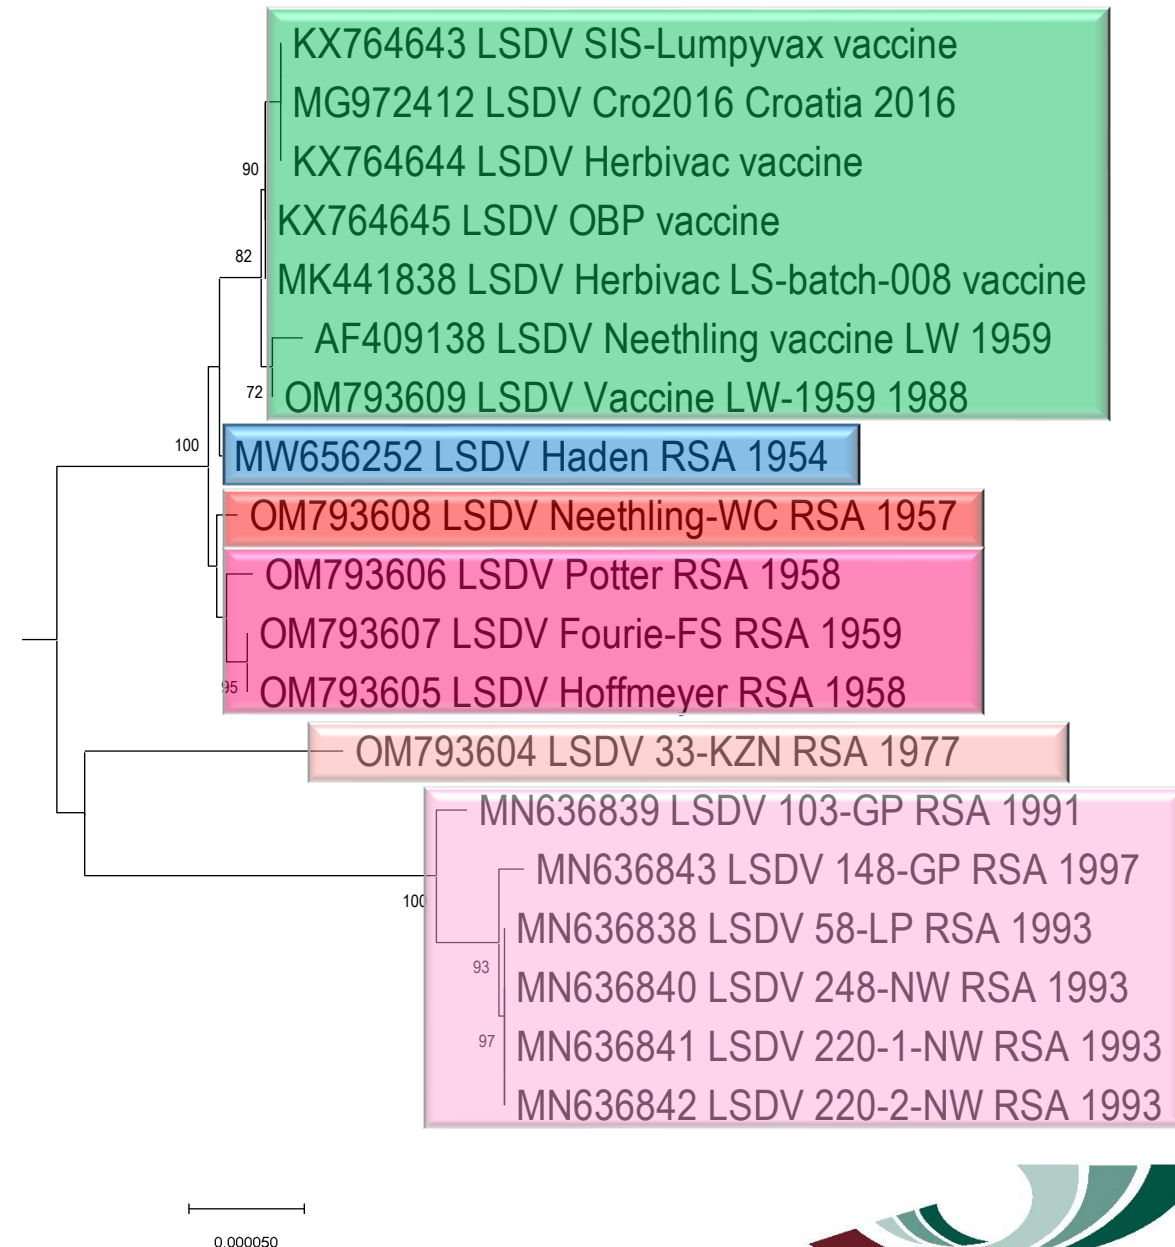 KX764643 LSDV SIS-Lumpyvax vaccine
MG972412 LSDV Cro2016 Croatia 2016
KX764644 LSDV Herbivac vaccine
90
KX764645 LSDV OBP vaccine
82
MK441838 LSDV Herbivac LS-batch-008 vaccine
AF409138 LSDV Neethling vaccine LW 1959
72
OM793609 LSDV Vaccine LW-1959 1988
100
MW656252 LSDV Haden RSA 1954
OM793608 LSDV Neethling-WC RSA 1957
OM793606 LSDV Potter RSA 1958
OM793607 LSDV Fourie-FS RSA 1959
95
OM793605 LSDV Hoffmeyer RSA 1958
OM793604 LSDV 33-KZN RSA 1977
MN636839 LSDV 103-GP RSA 1991
MN636843 LSDV 148-GP RSA 1997
100
MN636838 LSDV 58-LP RSA 1993
93
MN636840 LSDV 248-NW RSA 1993
97
MN636841 LSDV 220-1-NW RSA 1993
MN636842 LSDV 220-2-NW RSA 1993
0.000050